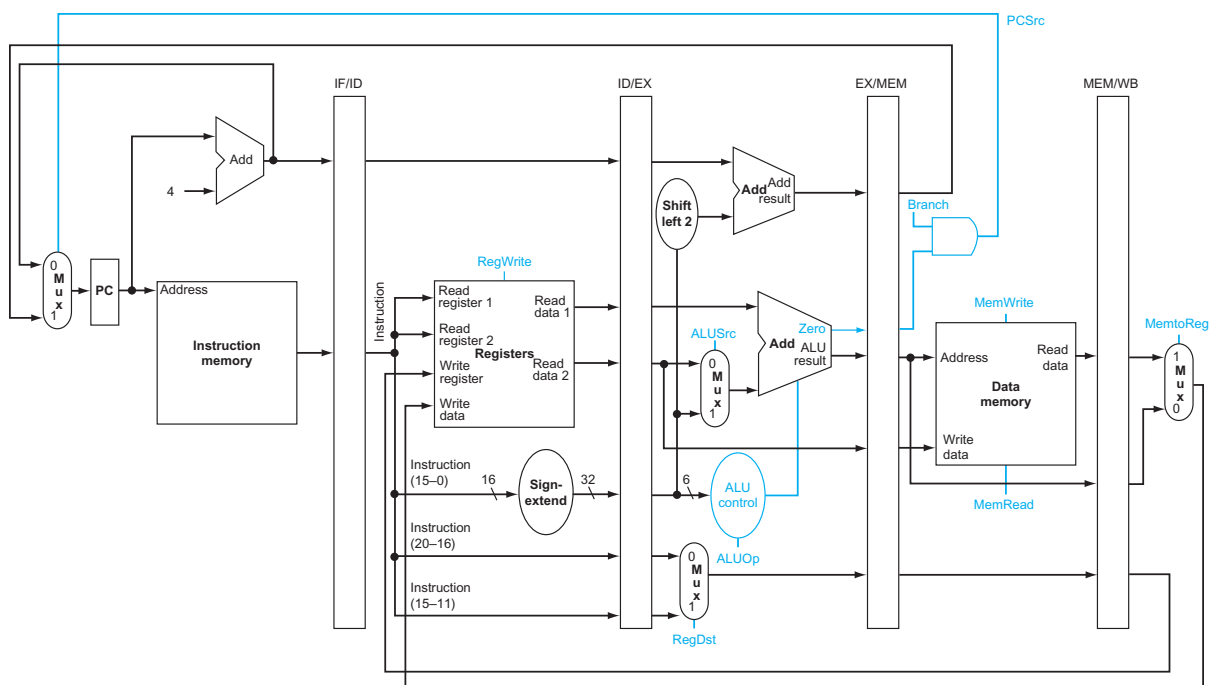 PCSrc
IF/ID
ID/EX
EX/MEM
MEM/WB
Add
4
Shift
left 2
Add
Add
result
Branch
0
M
u
x
1
PC
Address
Instruction
memory
Instruction
RegWrite
Read
register 1
Read
register 2
Write
register
Write
data
Registers
Read
data 1
Read
data 2
ALUSrc
0
M
u
x
1
Zero
Add
ALU
result
MemWrite
Address
Read
data
Data
memory
Write
data
MemRead
MemtoReg
1
M
u
x
0
Instruction
(15–0)
16
Sign-
extend
32
6
ALU
control
ALUOp
Instruction
(20–16)
Instruction
(15–11)
0
M
u
x
1
RegDst